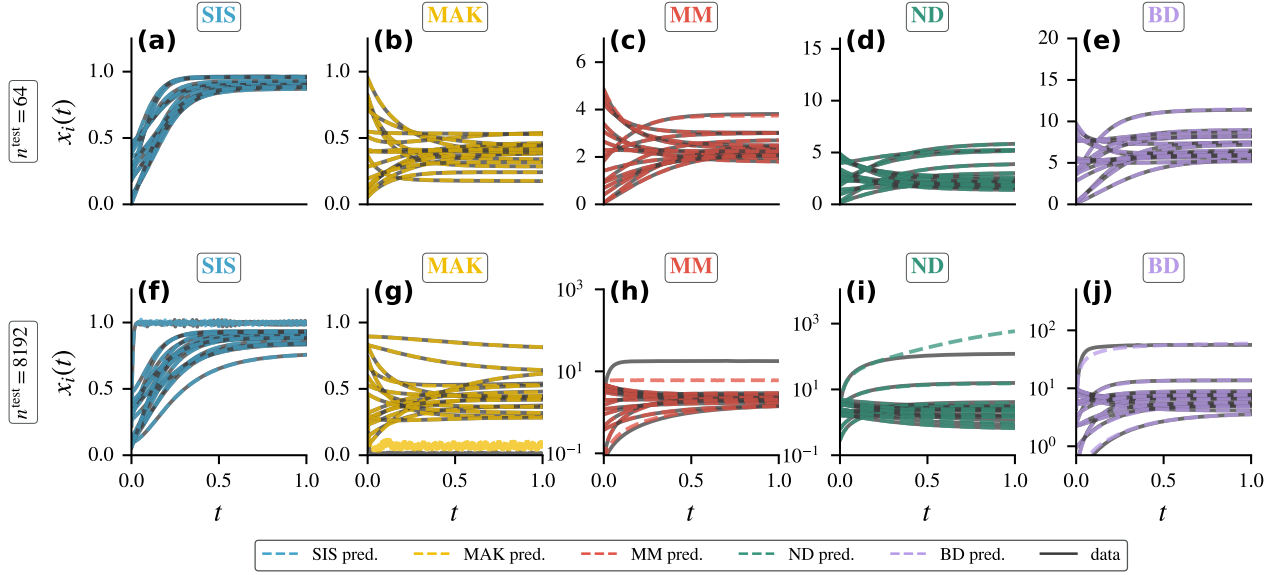 SIS MAK MM ND BD
(a) (b) (c) (d) (e)
n^test = 64
x_i(t)
1.0 0.5 0.0
1.0 0.5 0.0
6 4 2 0
15 10 5 0
20 15 10 5 0
SIS MAK MM ND BD
(f) (g) (h) (i) (j)
n^test = 8192
x_i(t)
1.0 0.5 0.0
1.0 0.5 0.0
10^3 10^1 10^−1
10^3 10^1 10^−1
10^2 10^1 10^0
0.0 0.5 1.0 0.0 0.5 1.0 0.0 0.5 1.0 0.0 0.5 1.0 0.0 0.5 1.0
t t t t t
SIS pred. MAK pred. MM pred. ND pred. BD pred. data